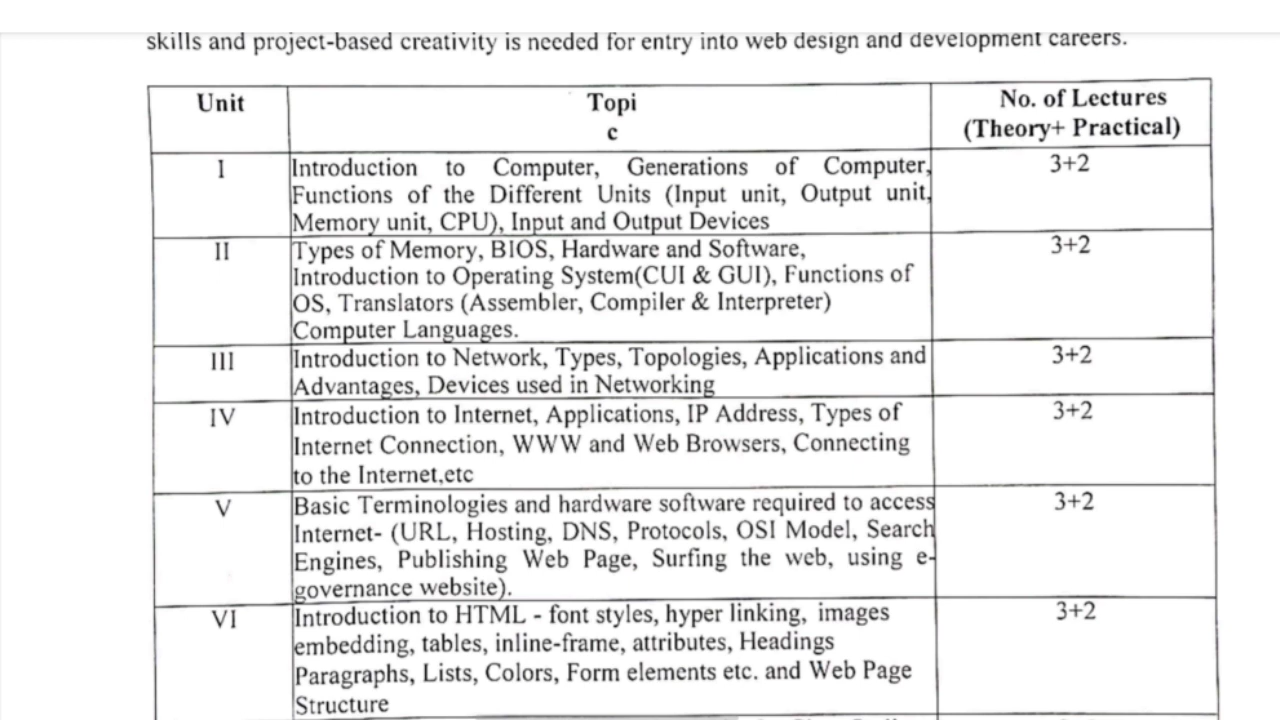 skills and project-based creativity is needed for entry into web design and development careers.
Unit
Topi
c
No. of Lectures
(Theory+ Practical)
I
Introduction to Computer, Generations of Computer,
Functions of the Different Units (Input unit, Output unit,
Memory unit, CPU), Input and Output Devices
3+2
II
Types of Memory, BIOS, Hardware and Software,
Introduction to Operating System(CUI & GUI), Functions of
OS, Translators (Assembler, Compiler & Interpreter)
Computer Languages.
3+2
III
Introduction to Network, Types, Topologies, Applications and
Advantages, Devices used in Networking
3+2
IV
Introduction to Internet, Applications, IP Address, Types of
Internet Connection, WWW and Web Browsers, Connecting
to the Internet,etc
3+2
V
Basic Terminologies and hardware software required to access
Internet- (URL, Hosting, DNS, Protocols, OSI Model, Search
Engines, Publishing Web Page, Surfing the web, using e-
governance website).
3+2
VI
Introduction to HTML - font styles, hyper linking, images
embedding, tables, inline-frame, attributes, Headings
Paragraphs, Lists, Colors, Form elements etc. and Web Page
Structure
3+2